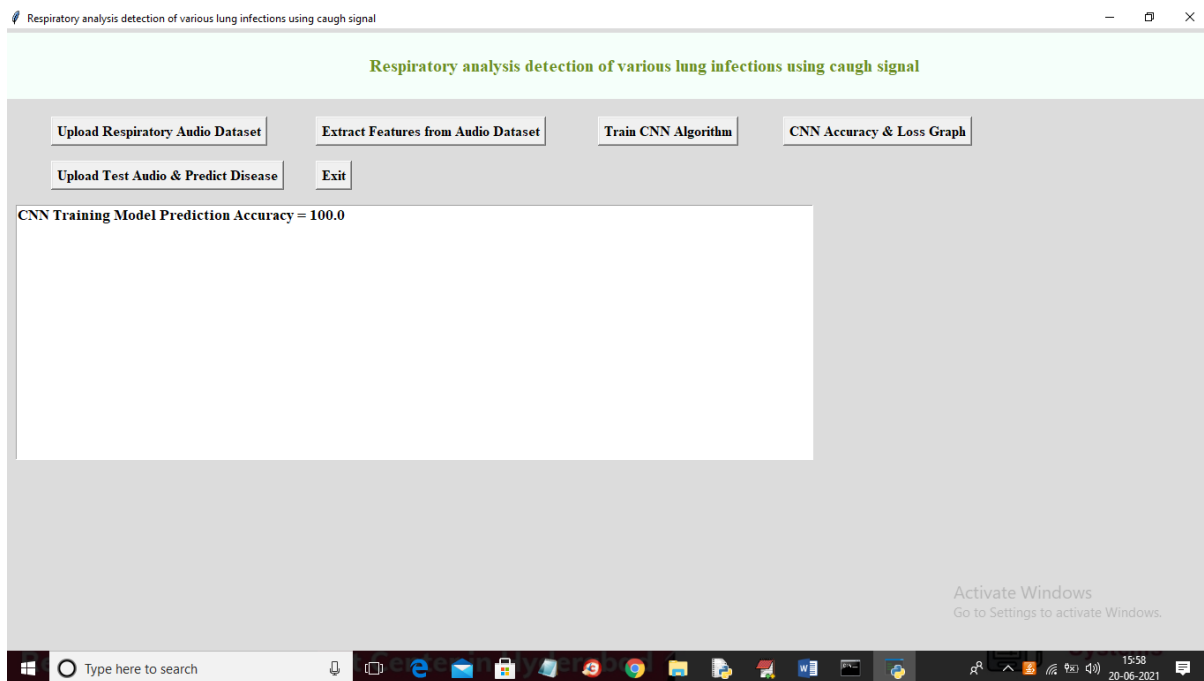 Respiratory analysis detection of various lung infections using caugh signal
Respiratory analysis detection of various lung infections using caugh signal
Upload Respiratory Audio Dataset
Extract Features from Audio Dataset
Train CNN Algorithm
CNN Accuracy & Loss Graph
Upload Test Audio & Predict Disease
Exit
CNN Training Model Prediction Accuracy = 100.0
Activate Windows
Go to Settings to activate Windows.
Type here to search
15:58
20-06-2021